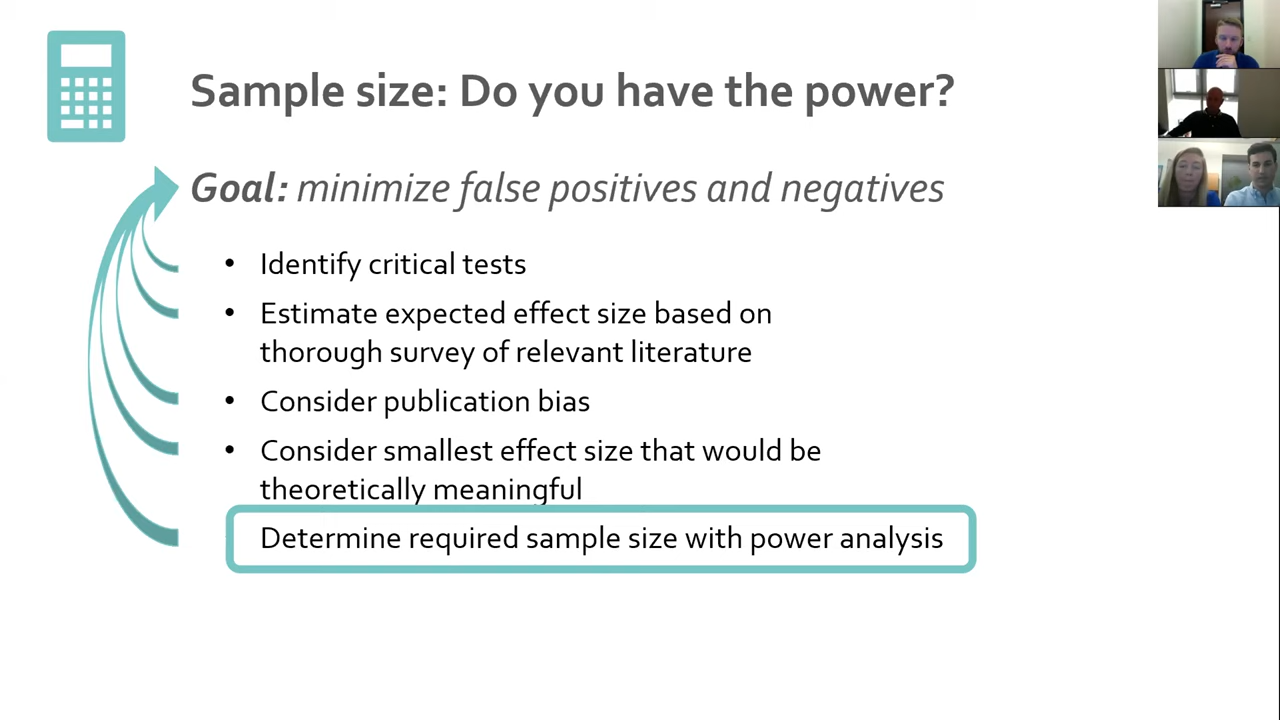 Sample size: Do you have the power?
Goal: minimize false positives and negatives
• Identify critical tests
• Estimate expected effect size based on
thorough survey of relevant literature
• Consider publication bias
• Consider smallest effect size that would be
theoretically meaningful
Determine required sample size with power analysis